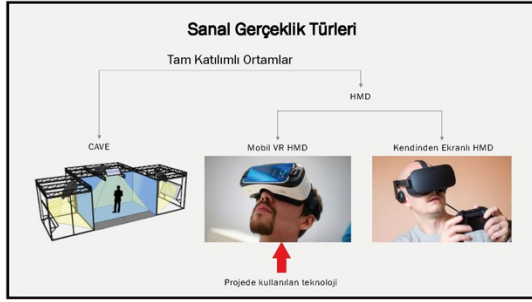 Sanal Gerçeklik Türleri
Tam Katılımlı Ortamlar
HMD
CAVE
Mobil VR HMD
Kendinden Ekranlı HMD
Projede kullanılan teknoloji